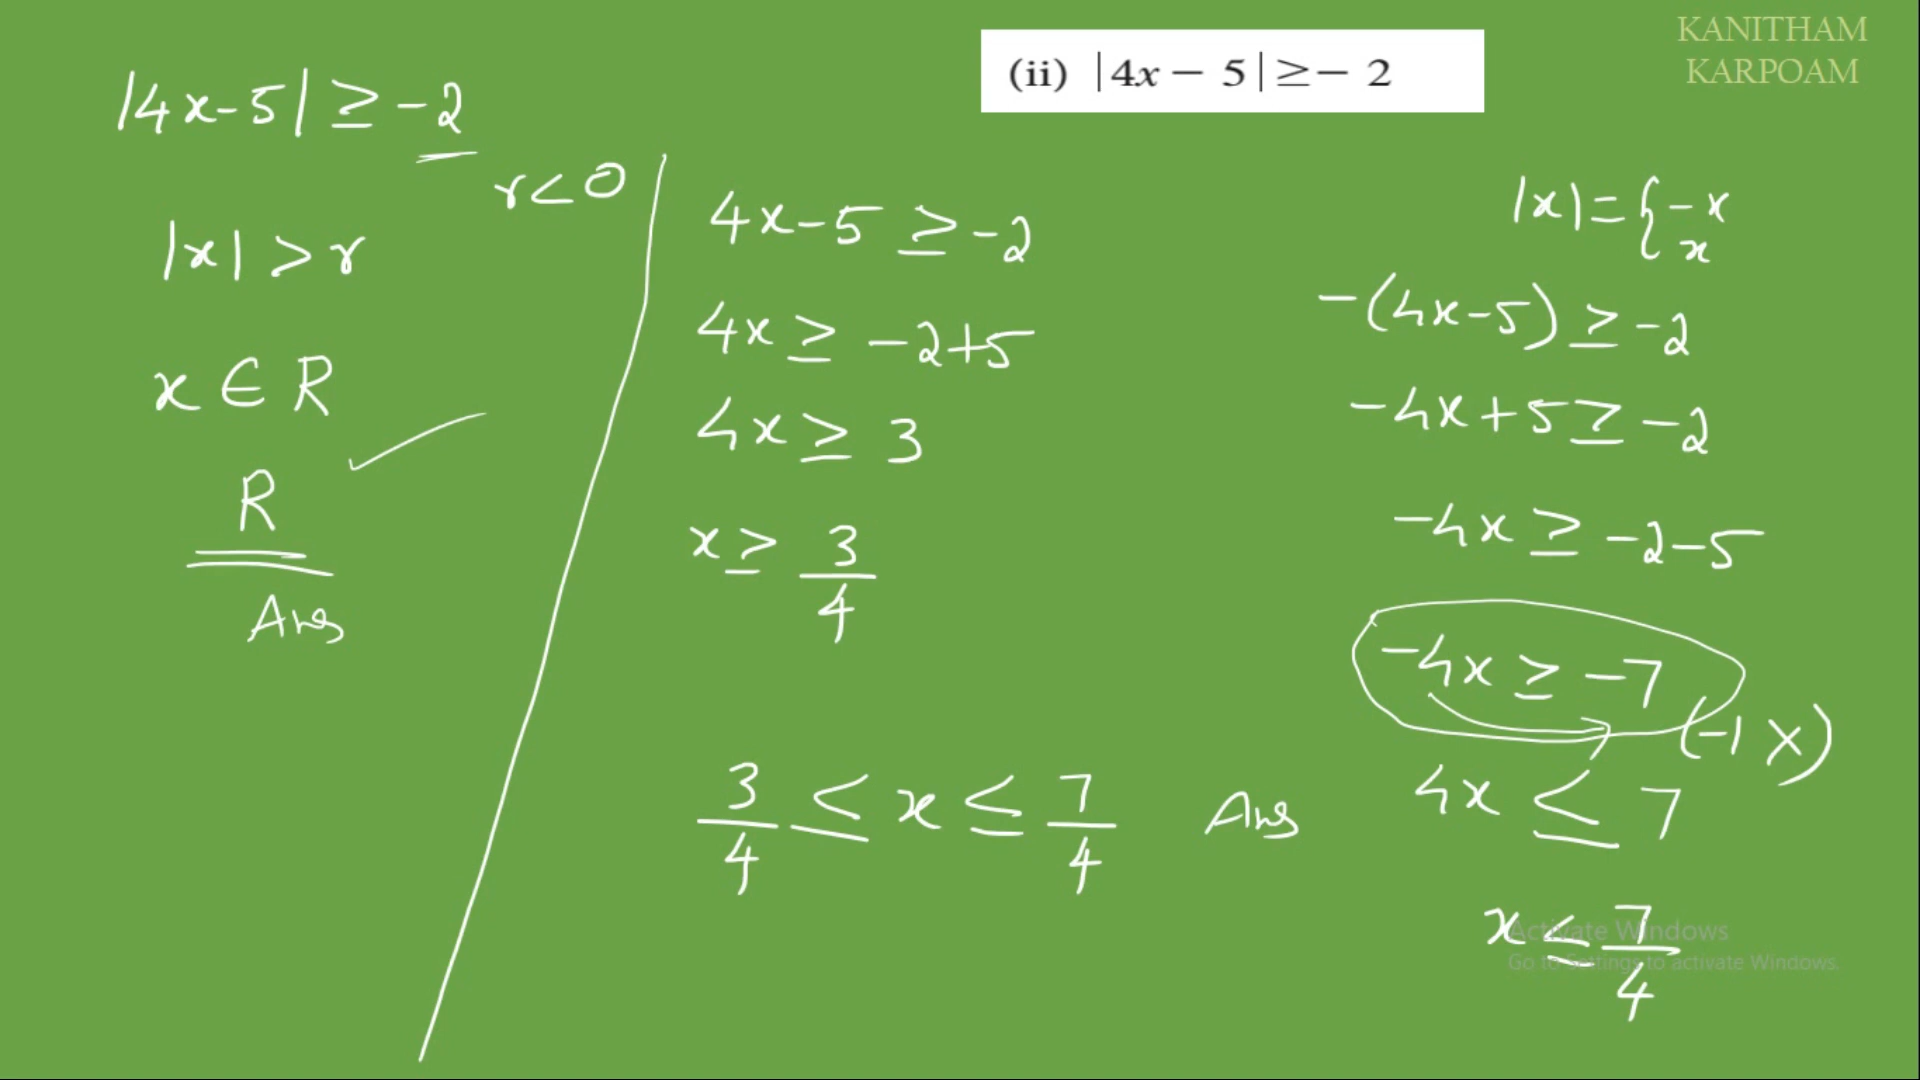 KANITHAM
KARPOAM
(ii) |4x − 5| ≥ − 2
|4x-5| ≥ -2
r<0
|x| > r
x ∈ R
R
Ans
4x-5 ≥ -2
4x ≥ -2+5
4x ≥ 3
x ≥ 3/4
3/4 ≤ x ≤ 7/4 Ans
|x| = { -x
x
-(4x-5) ≥ -2
-4x+5 ≥ -2
-4x ≥ -2-5
-4x ≥ -7
(-1 ×)
4x ≤ 7
x ≤ 7/4
Activate Windows
Go to Settings to activate Windows.